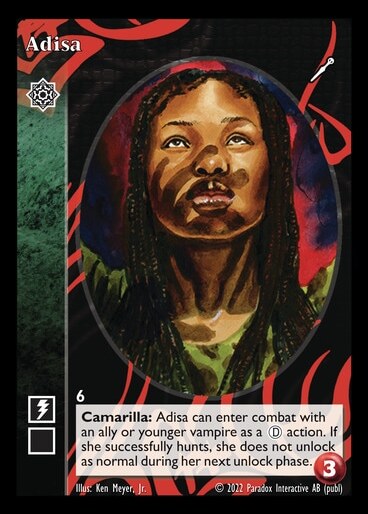 Adisa
6
Camarilla: Adisa can enter combat with
an ally or younger vampire as a Ⓓ action. If
she successfully hunts, she does not unlock
as normal during her next unlock phase.
3
Illus: Ken Meyer, Jr. © 2022 Paradox Interactive AB (publ)